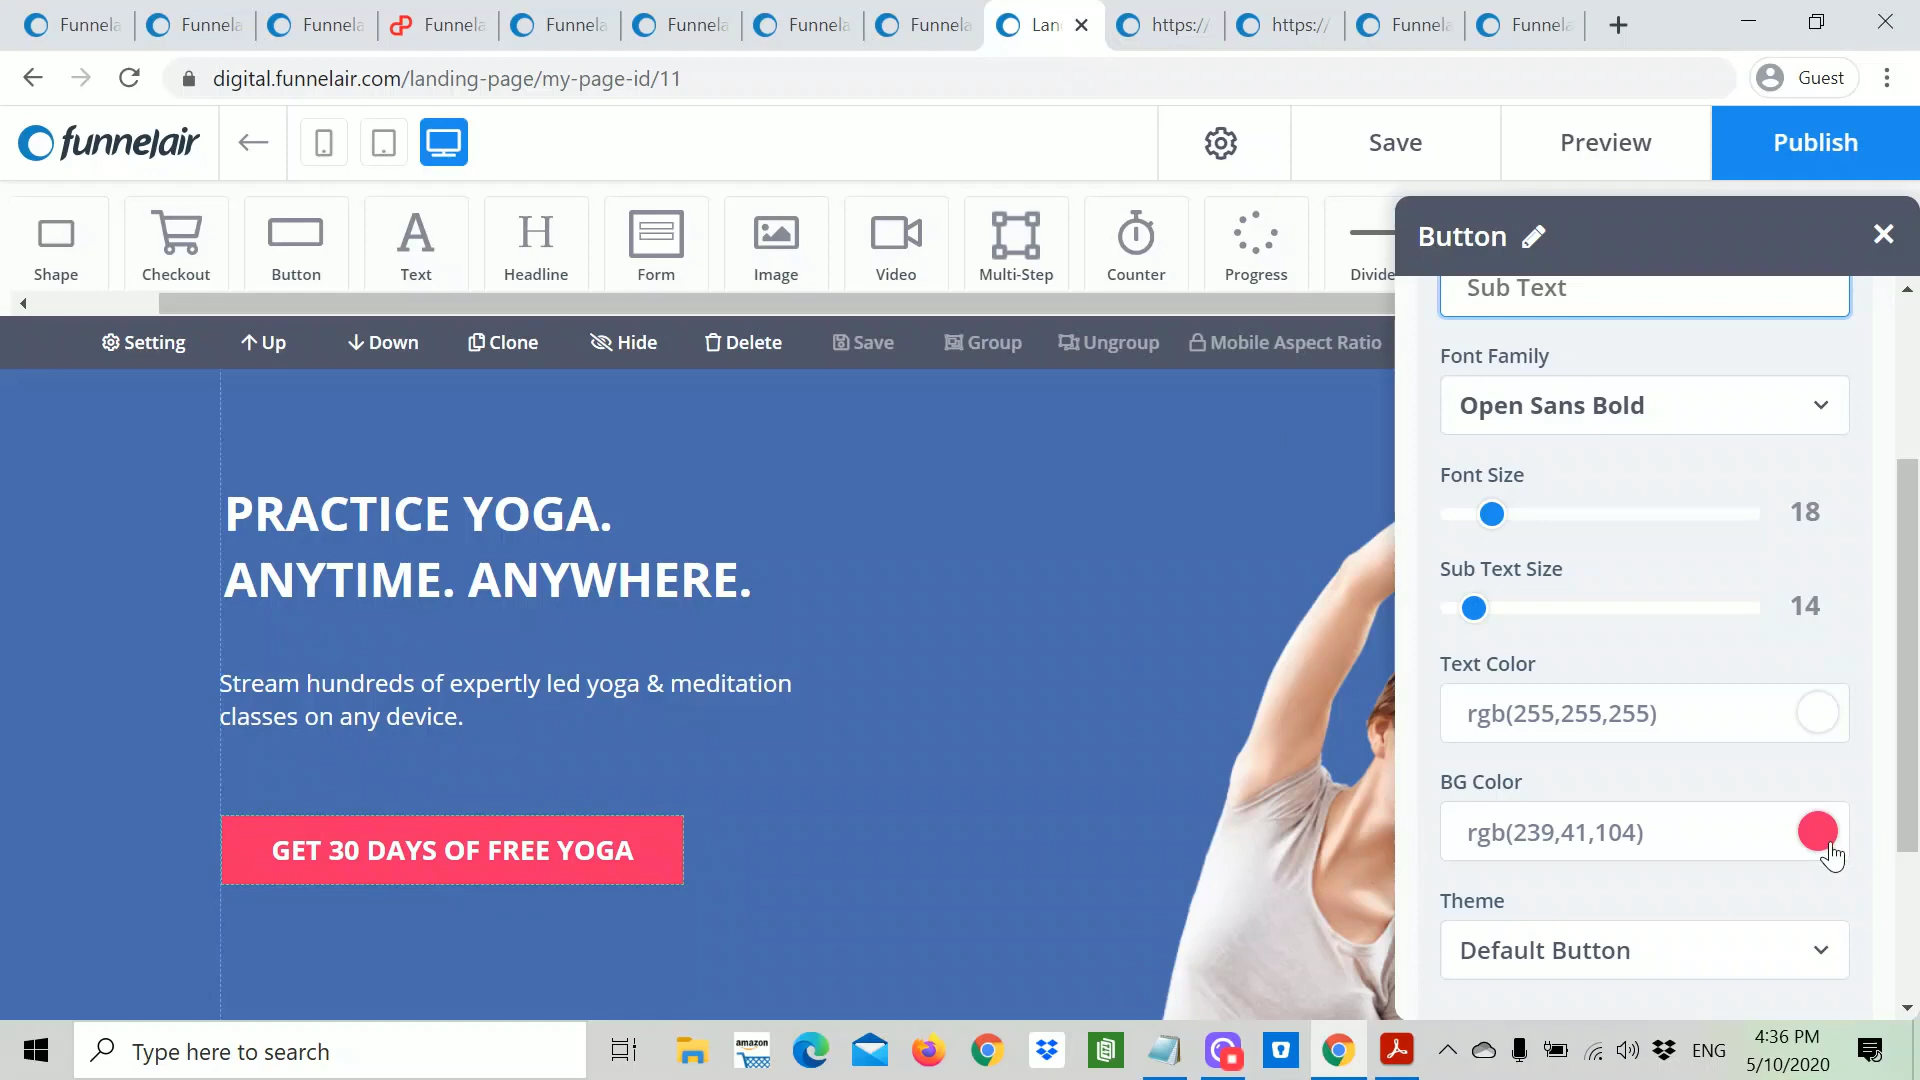 Funnela
Funnela
Funnela
Funnela
Funnela
Funnela
Funnela
Funnela
Lan
https:/
https:/
Funnela
Funnela
digital.funnelair.com/landing-page/my-page-id/11
Guest
funnelair
Save
Preview
Publish
Shape
Checkout
Button
Text
Headline
Form
Image
Video
Multi-Step
Counter
Progress
Divide
Setting
Up
Down
Clone
Hide
Delete
Save
Group
Ungroup
Mobile Aspect Ratio
PRACTICE YOGA.
ANYTIME. ANYWHERE.
Stream hundreds of expertly led yoga & meditation
classes on any device.
GET 30 DAYS OF FREE YOGA
Button
Sub Text
Font Family
Open Sans Bold
Font Size
18
Sub Text Size
14
Text Color
rgb(255,255,255)
BG Color
rgb(239,41,104)
Theme
Default Button
Type here to search
amazon
ENG
4:36 PM
5/10/2020